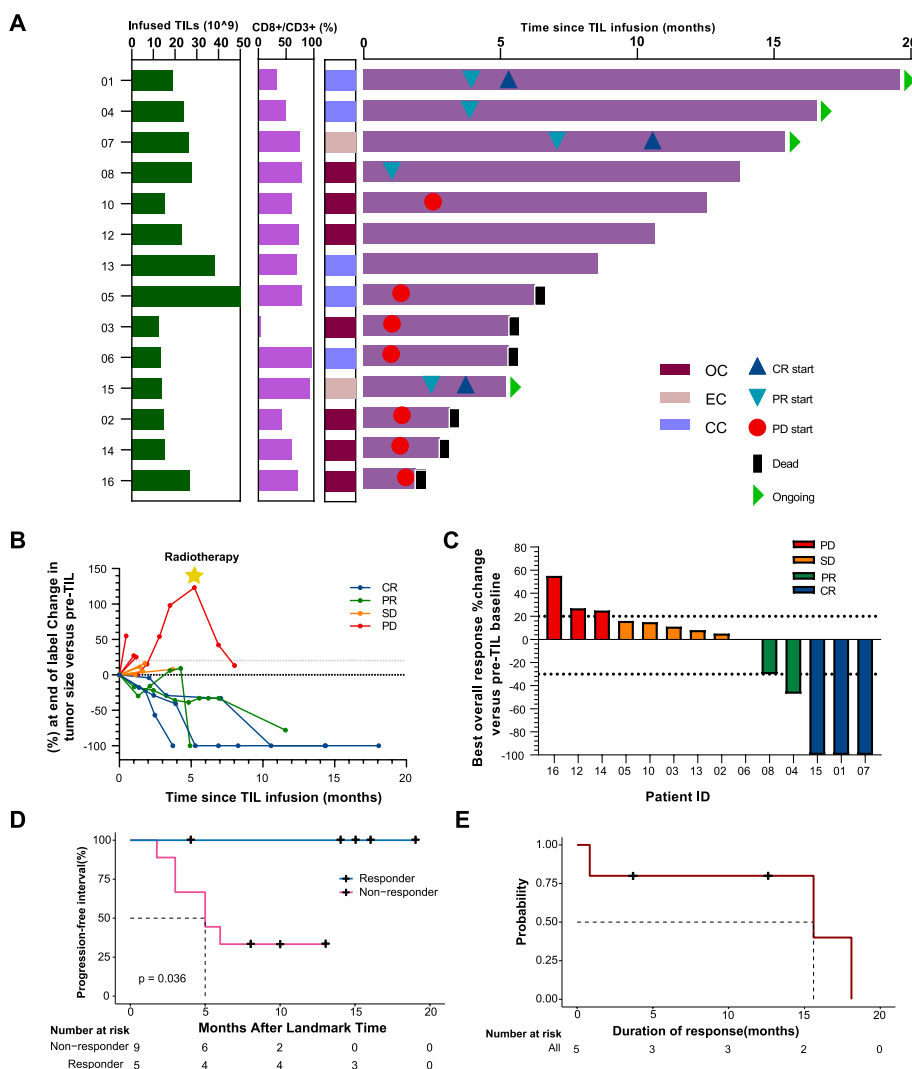 A
Infused TILs (10^9)
CD8+/CD3+ (%)
Time since TIL infusion (months)
0 10 20 30 40 50
0 50 100
0 5 10 15 20
01
04
07
08
10
12
13
05
03
06
15
02
14
16
OC
EC
CC
CR start
PR start
PD start
Dead
Ongoing
B
Radiotherapy
(%) at end of label Change in
tumor size versus pre-TIL
150
100
50
0
-50
-100
CR
PR
SD
PD
0 5 10 15 20
Time since TIL infusion (months)
C
Best overall response %change
versus pre-TIL baseline
80
60
40
20
0
-20
-40
-60
-80
-100
PD
SD
PR
CR
16 12 14 05 10 03 13 02 06 08 04 15 01 07
Patient ID
D
Progression-free interval(%)
100
50
0
Responder
Non−responder
p = 0.036
0 5 10 15 20
Months After Landmark Time
Number at risk
Non−responder 9 6 2 0 0
Responder 5 4 4 3 0
E
Probability
1.00
0.75
0.50
0.25
0.00
0 5 10 15 20
Duration of response(months)
Number at risk
All 5 3 3 2 0